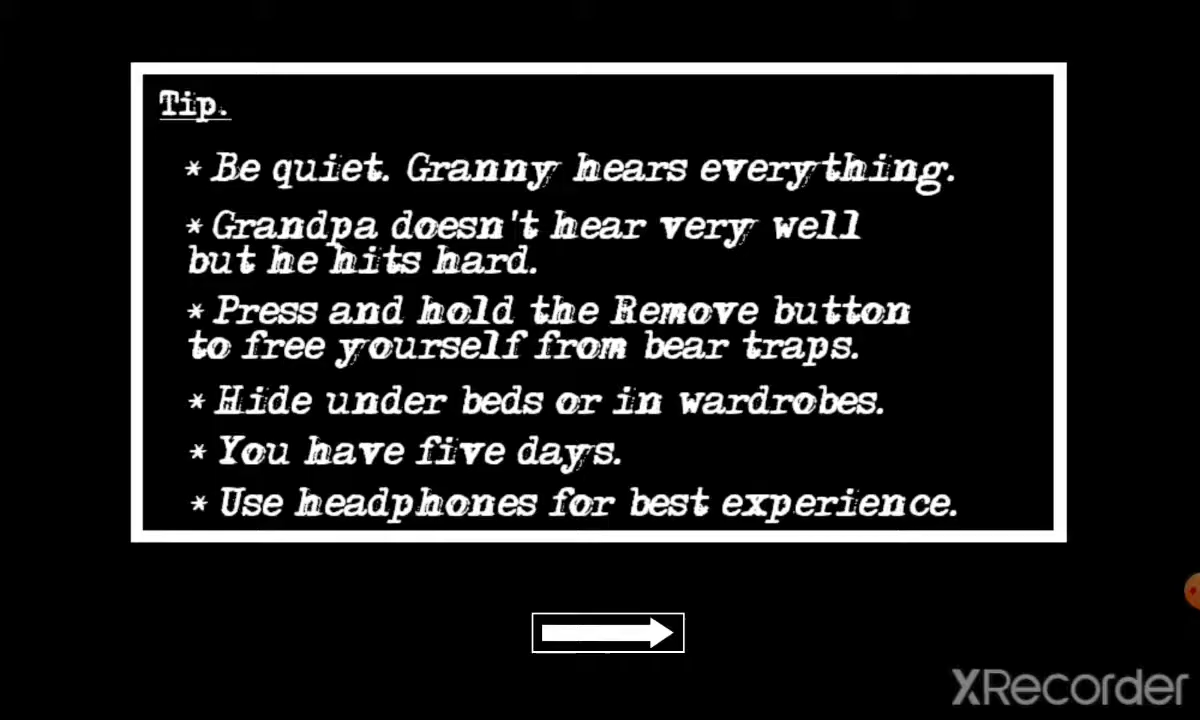 Tip.
* Be quiet. Granny hears everything.
* Grandpa doesn't hear very well
but he hits hard.
* Press and hold the Remove button
to free yourself from bear traps.
* Hide under beds or in wardrobes.
* You have five days.
* Use headphones for best experience.
XRecorder